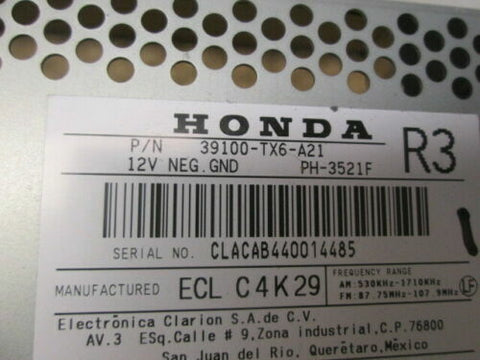 HONDA
R3
P/N 39100-TX6-A21
12V NEG.GND PH-3521F
SERIAL NO. CLACAB440014485
MANUFACTURED ECL C4K29
FREQUENCY RANGE
AM:530KHz-1710KHz
FM:87.75MHz-107.9MHz
LF
Electrónica Clarion S.A.de C.V.
AV.3 ESq.Calle # 9,Zona industrial,C.P.76800
San Juan del Rio. Querétaro,México